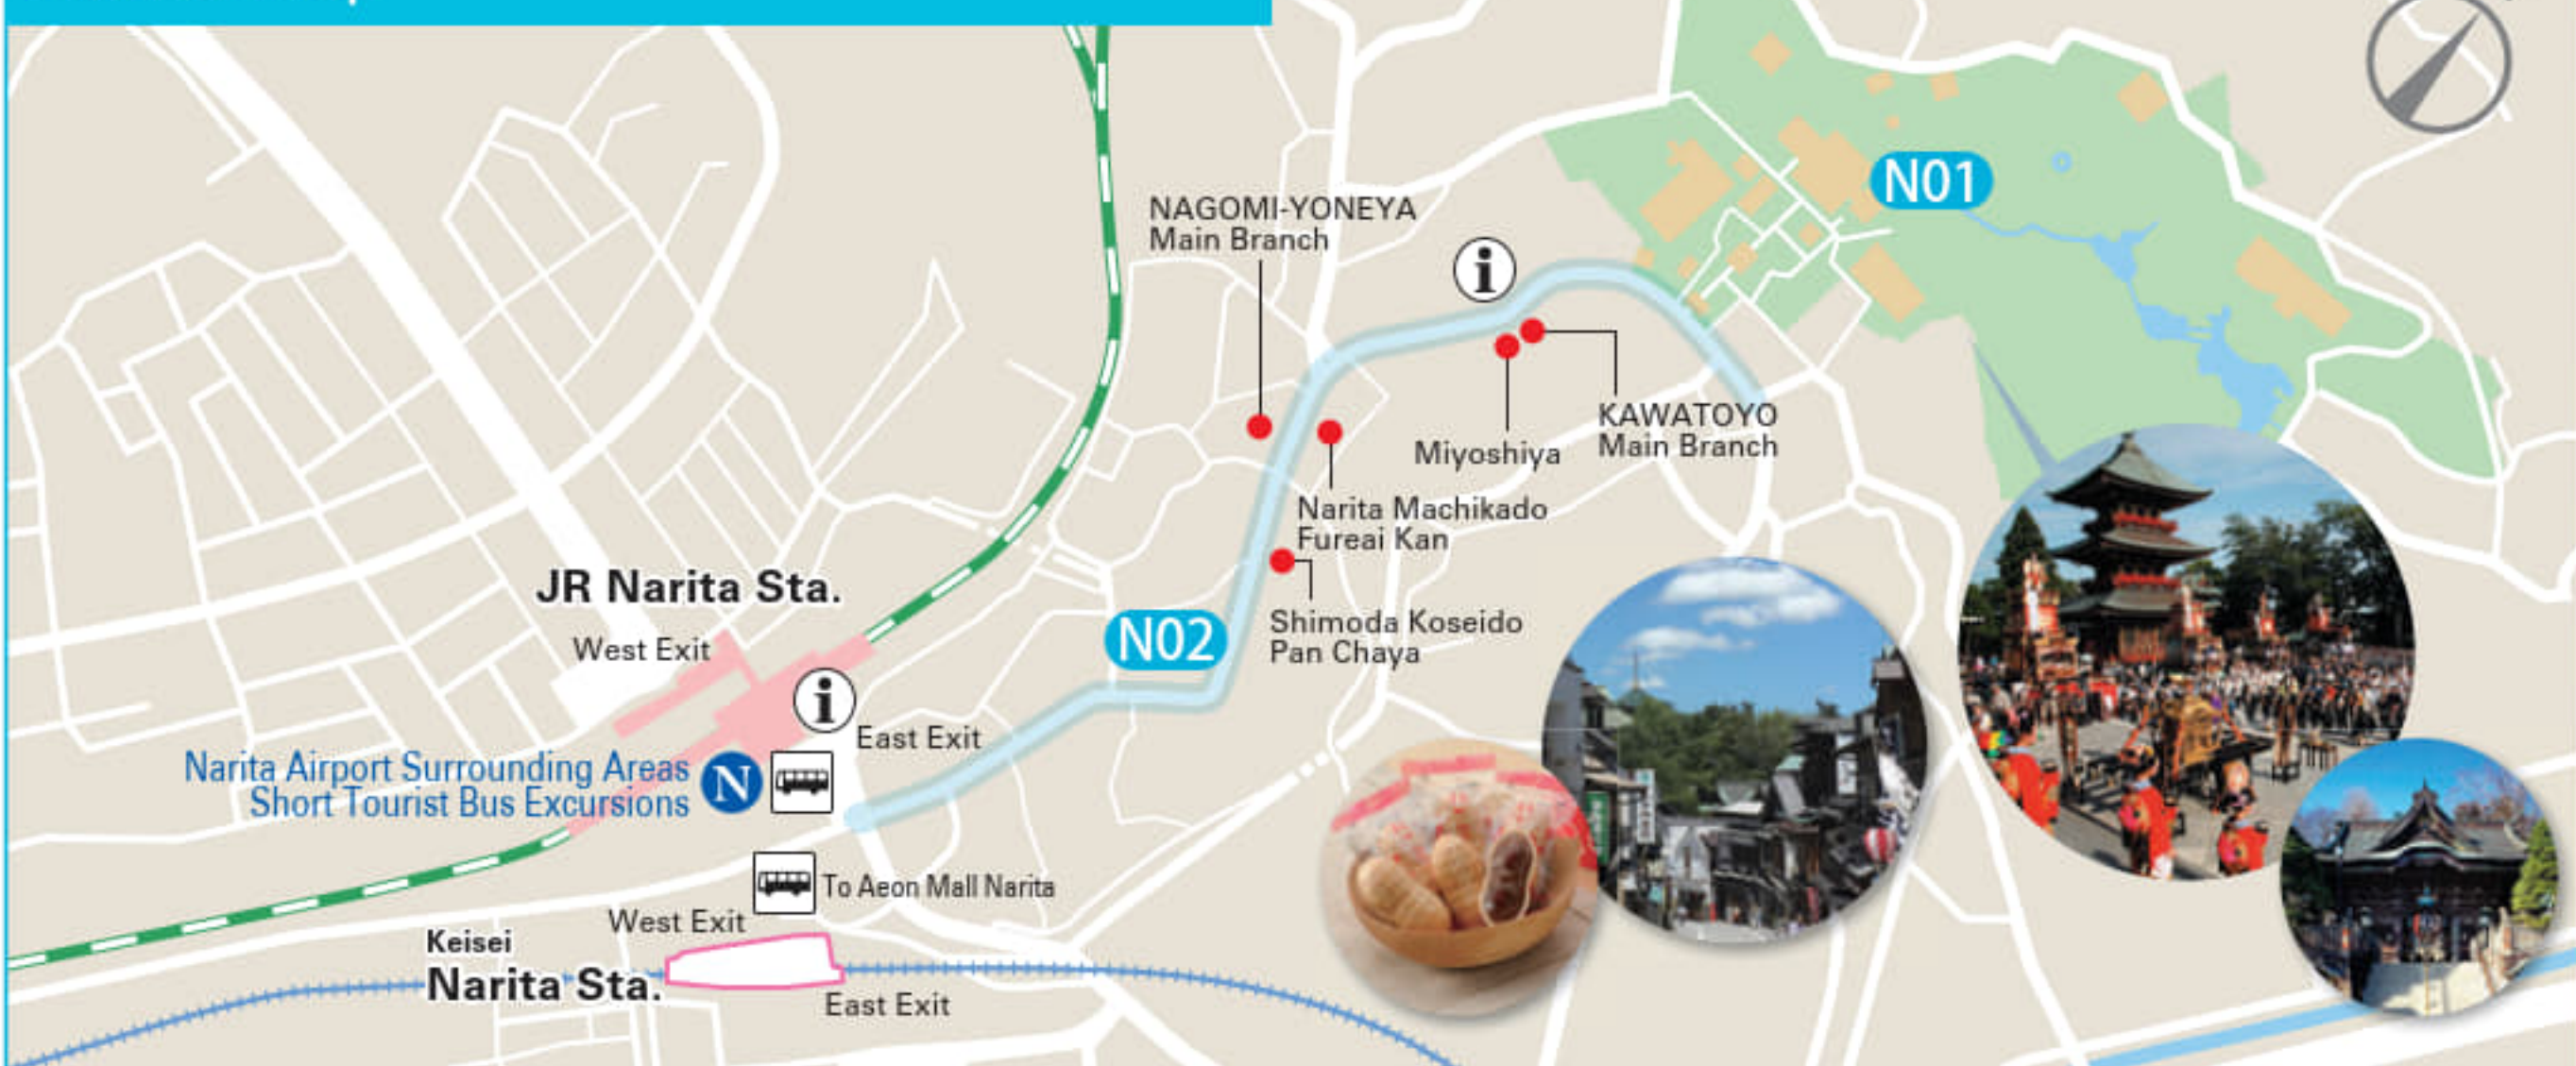 NAGOMI-YONEYA
Main Branch
N01
i
KAWATOYO
Main Branch
Miyoshiya
Narita Machikado
Fureai Kan
Shimoda Koseido
Pan Chaya
N02
JR Narita Sta.
West Exit
i
East Exit
Narita Airport Surrounding Areas
Short Tourist Bus Excursions
N
To Aeon Mall Narita
West Exit
Keisei
Narita Sta.
East Exit